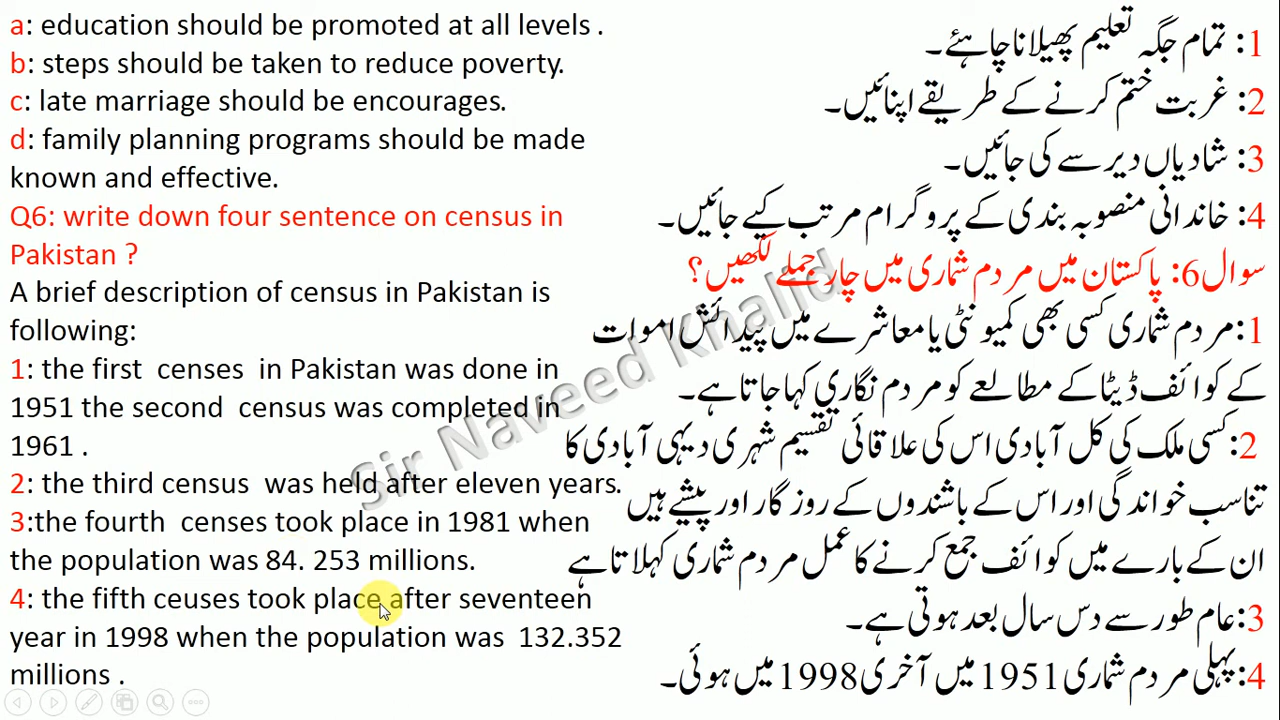 a: education should be promoted at all levels .
b: steps should be taken to reduce poverty.
c: late marriage should be encourages.
d: family planning programs should be made
known and effective.
Q6: write down four sentence on census in
Pakistan ?
A brief description of census in Pakistan is
following:
1: the first censes in Pakistan was done in
1951 the second census was completed in
1961 .
2: the third census was held after eleven years.
3:the fourth censes took place in 1981 when
the population was 84. 253 millions.
4: the fifth ceuses took place after seventeen
year in 1998 when the population was 132.352
millions .
1: تمام جگہ تعلیم پھیلانا چاہئے۔
2: غربت ختم کرنے کے طریقے اپنائیں۔
3: شادیاں دیر سے کی جائیں۔
4: خاندانی منصوبہ بندی کے پروگرام مرتب کیے جائیں۔
سوال6: پاکستان میں مردم شماری میں چار جملے لکھیں؟
1:مردم شماری کسی بھی کمیونٹی یا معاشرے میں پیدائش اموات
کے کوائف ڈیٹا کے مطالعے کو مردم نگاری کہا جاتا ہے۔
2:کسی ملک کی کل آبادی اس کی علاقائی تقسیم شہری دیہی آبادی کا
تناسب خواندگی اور اس کے باشندوں کے روزگار اور پیشے ہیں
ان کے بارے میں کوائف جمع کرنے کا عمل مردم شماری کہلاتا ہے
3:عام طور سے دس سال بعد ہوتی ہے۔
4:پہلی مردم شماری 1951 میں آخری 1998 میں ہوئی۔
Sir Naveed Khalid